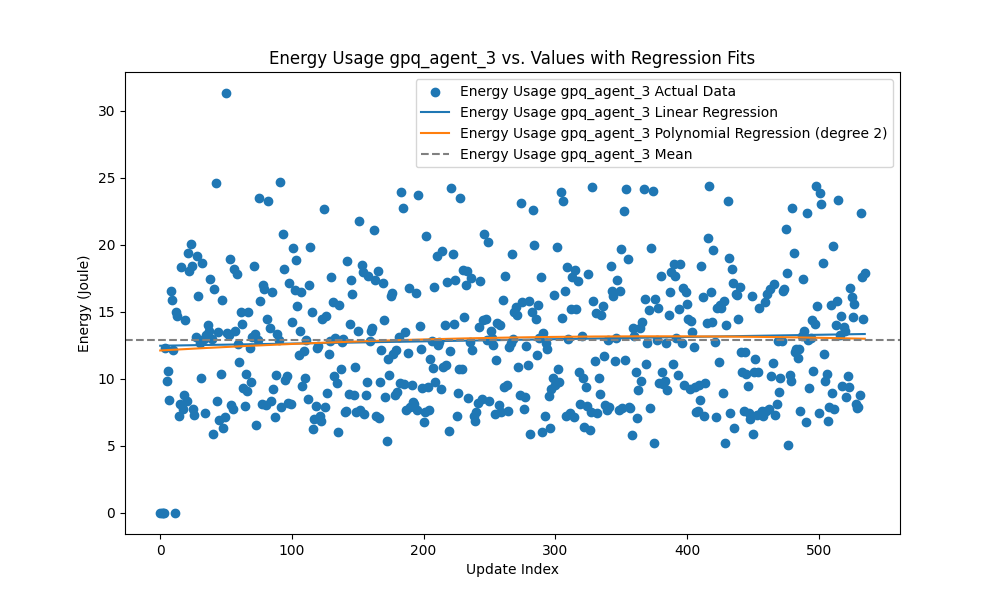 Energy Usage gpq_agent_3 vs. Values with Regression Fits
Energy Usage gpq_agent_3 Actual Data
Energy Usage gpq_agent_3 Linear Regression
Energy Usage gpq_agent_3 Polynomial Regression (degree 2)
Energy Usage gpq_agent_3 Mean
Energy (Joule)
30
25
20
15
10
5
0
0 100 200 300 400 500
Update Index